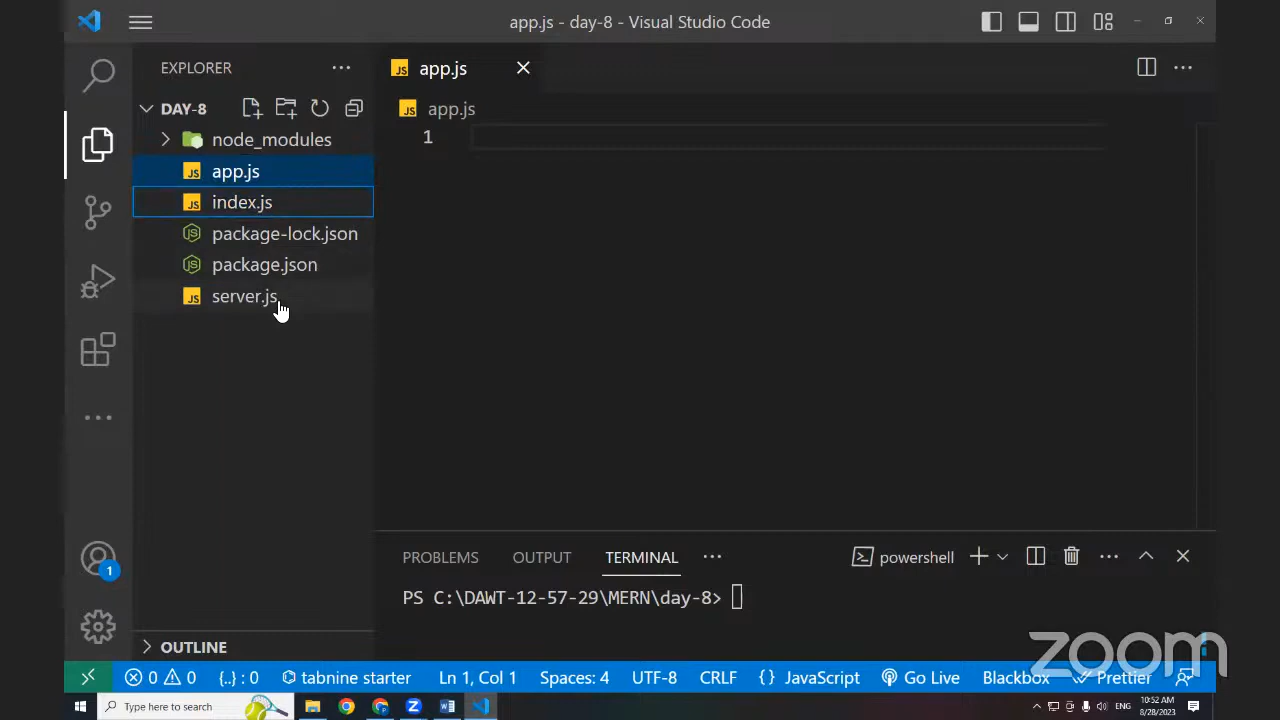 app.js - day-8 - Visual Studio Code
EXPLORER
DAY-8
node_modules
app.js
index.js
package-lock.json
package.json
server.js
OUTLINE
app.js
app.js
1
PROBLEMS
OUTPUT
TERMINAL
powershell
PS C:\DAWT-12-57-29\MERN\day-8>
1
zoom
0 0 {..} : 0 tabnine starter Ln 1, Col 1 Spaces: 4 UTF-8 CRLF { } JavaScript Go Live Blackbox Prettier
Type here to search
ENG
10:52 AM
8/28/2023